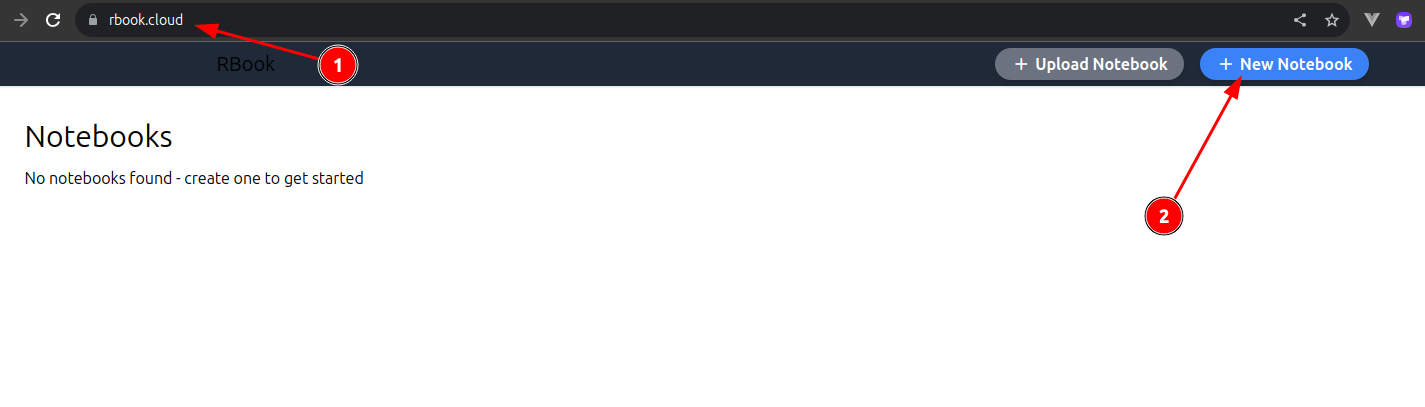 rbook.cloud
RBook 1 + Upload Notebook + New Notebook
Notebooks
No notebooks found - create one to get started
2